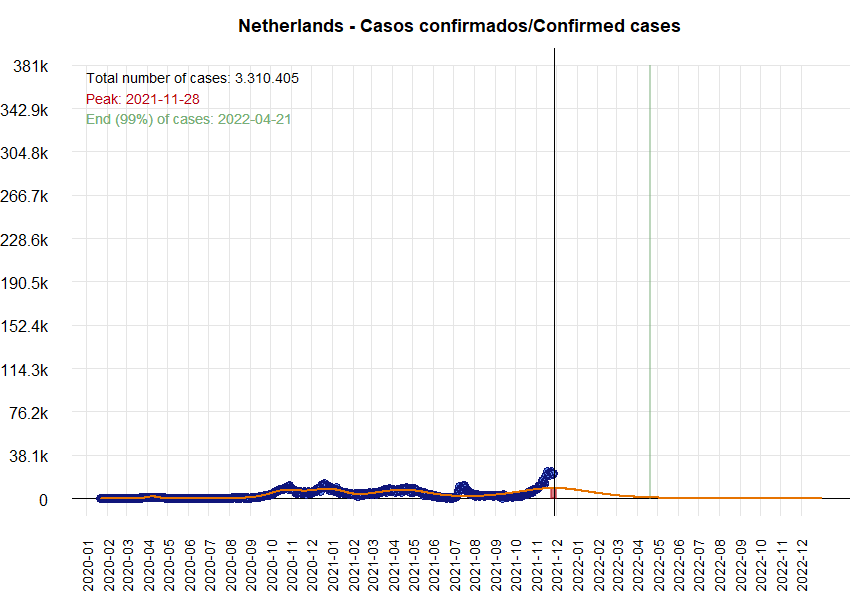 Netherlands - Casos confirmados/Confirmed cases
381k
342.9k
304.8k
266.7k
228.6k
190.5k
152.4k
114.3k
76.2k
38.1k
0
Total number of cases: 3.310.405
Peak: 2021-11-28
End (99%) of cases: 2022-04-21
2020-01
2020-02
2020-03
2020-04
2020-05
2020-06
2020-07
2020-08
2020-09
2020-10
2020-11
2020-12
2021-01
2021-02
2021-03
2021-04
2021-05
2021-06
2021-07
2021-08
2021-09
2021-10
2021-11
2021-12
2022-01
2022-02
2022-03
2022-04
2022-05
2022-06
2022-07
2022-08
2022-09
2022-10
2022-11
2022-12